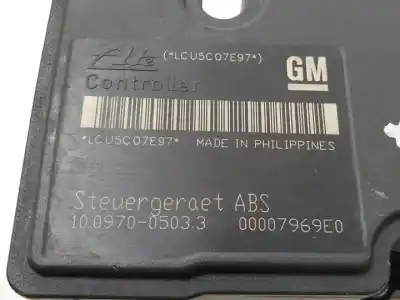 Ate (*LCU5C07E97*)
GM
Controller
*LCU5C07E97* MADE IN PHILIPPINES
Steuergeraet ABS
10.0970-0503.3 00007969E0